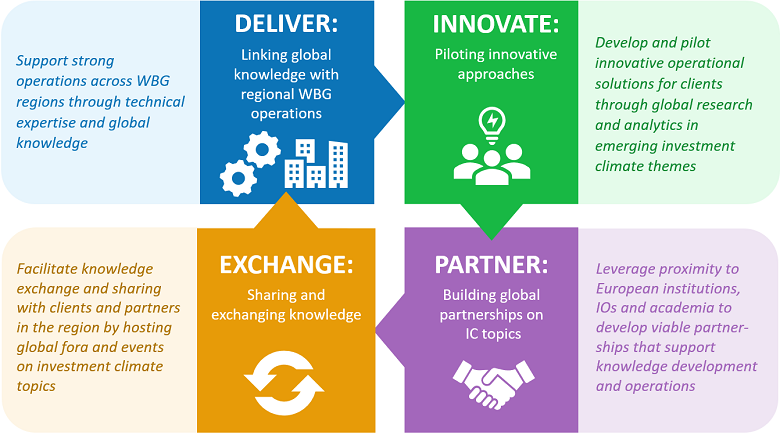 Support strong
operations across WBG
regions through technical
expertise and global
knowledge
DELIVER:
Linking global
knowledge with
regional WBG
operations
INNOVATE:
Piloting innovative
approaches
Develop and pilot
innovative operational
solutions for clients
through global research
and analytics in
emerging investment
climate themes
Facilitate knowledge
exchange and sharing
with clients and partners
in the region by hosting
global fora and events
on investment climate
topics
EXCHANGE:
Sharing and
exchanging knowledge
PARTNER:
Building global
partnerships on
IC topics
Leverage proximity to
European institutions,
IOs and academia to
develop viable partner-
ships that support
knowledge development
and operations